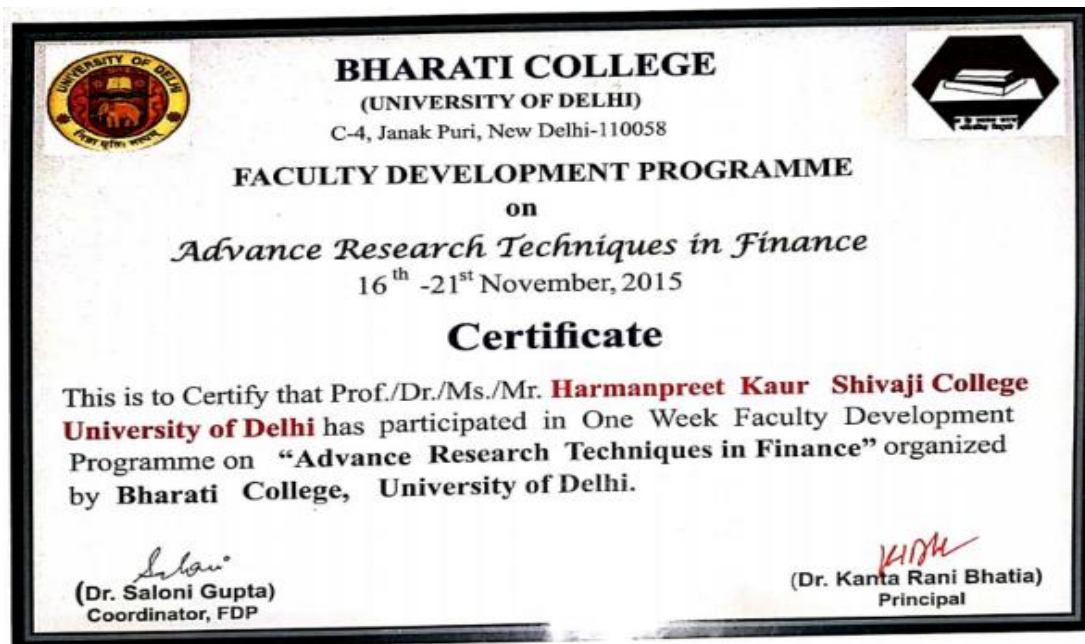 UNIVERSITY OF DELHI
BHARATI COLLEGE
(UNIVERSITY OF DELHI)
C-4, Janak Puri, New Delhi-110058
FACULTY DEVELOPMENT PROGRAMME
on
Advance Research Techniques in Finance
16th -21st November, 2015
Certificate
This is to Certify that Prof./Dr./Ms./Mr. Harmanpreet Kaur Shivaji College
University of Delhi has participated in One Week Faculty Development
Programme on “Advance Research Techniques in Finance” organized
by Bharati College, University of Delhi.
(Dr. Saloni Gupta)
Coordinator, FDP
(Dr. Kanta Rani Bhatia)
Principal